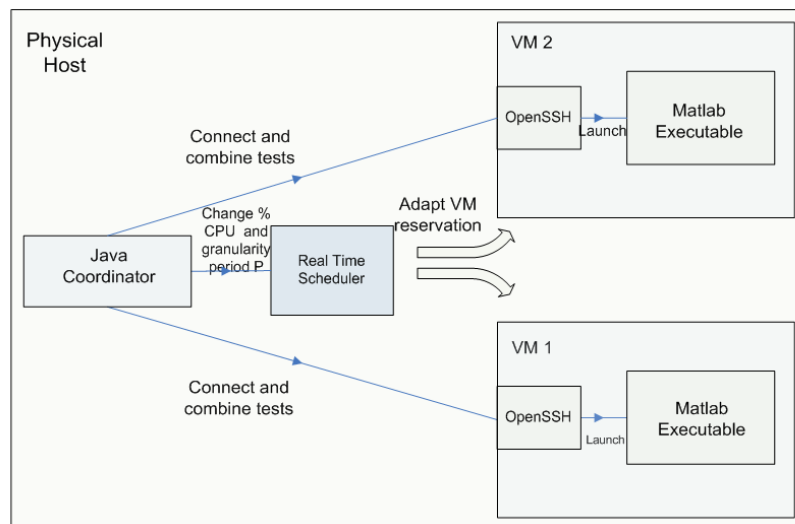 Physical
Host
VM 2
OpenSSH
Launch
Matlab
Executable
Connect and
combine tests
Change %
CPU and
granularity
period P
Adapt VM
reservation
Java
Coordinator
Real Time
Scheduler
Connect and
combine tests
VM 1
OpenSSH
Launch
Matlab
Executable